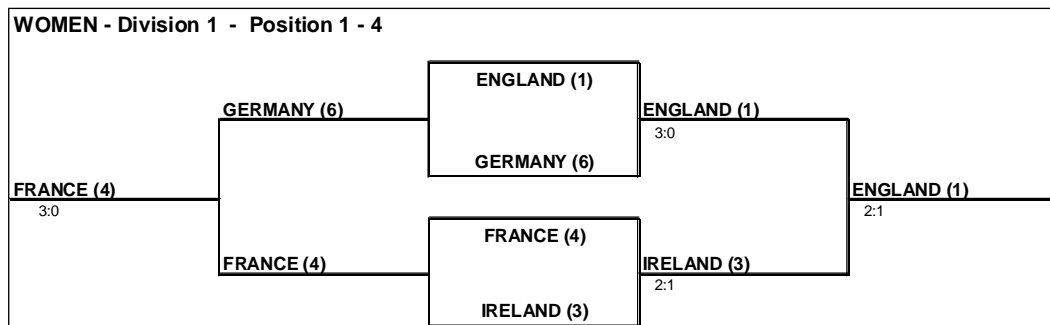 WOMEN - Division 1 - Position 1 - 4
ENGLAND (1)
GERMANY (6)
ENGLAND (1)
3:0
GERMANY (6)
FRANCE (4)
ENGLAND (1)
3:0
2:1
FRANCE (4)
FRANCE (4)
IRELAND (3)
2:1
IRELAND (3)